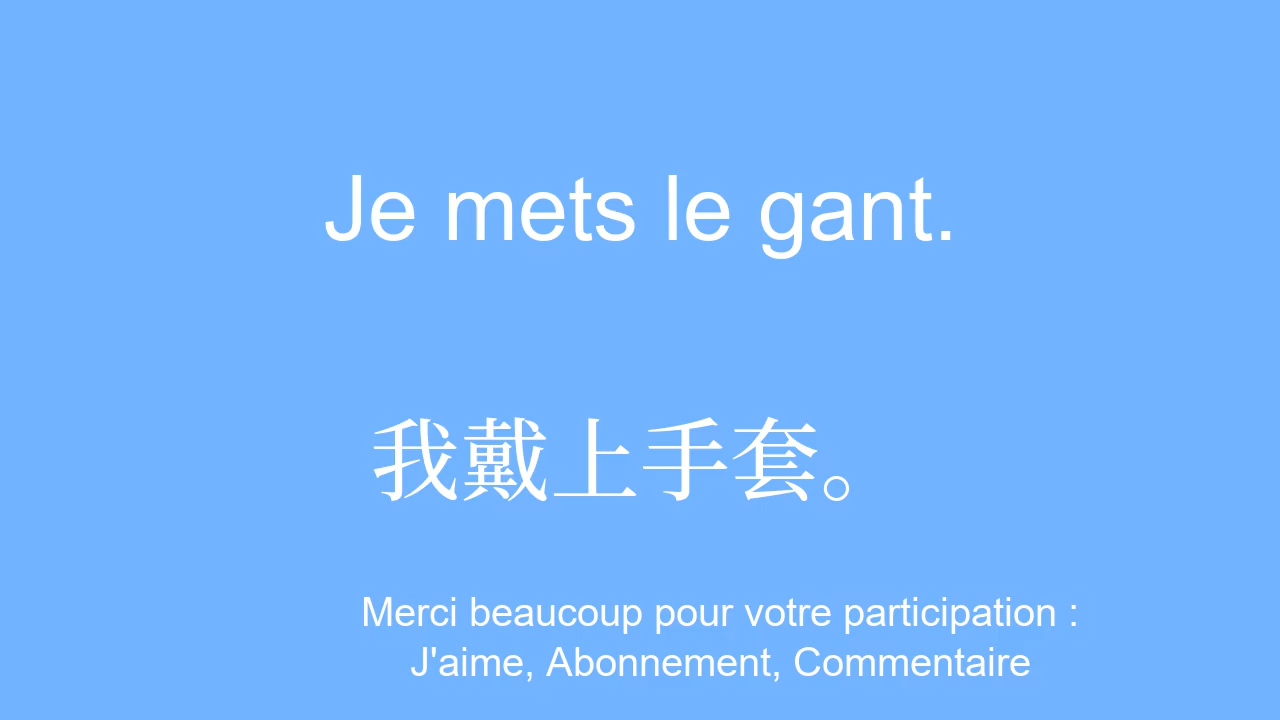 Je mets le gant.
我戴上手套。
Merci beaucoup pour votre participation :
J'aime, Abonnement, Commentaire